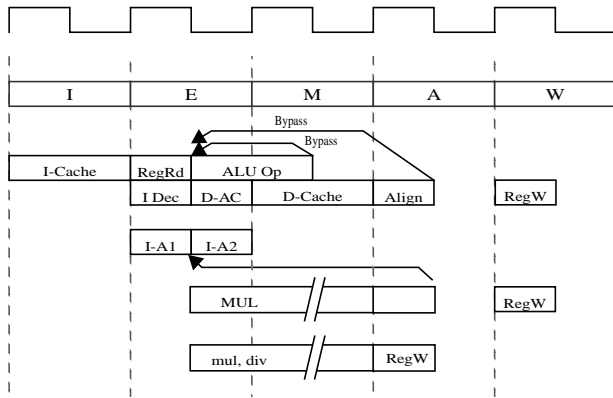 I E M A W
Bypass
Bypass
I-Cache RegRd ALU Op
I Dec D-AC D-Cache Align RegW
I-A1 I-A2
MUL RegW
mul, div RegW